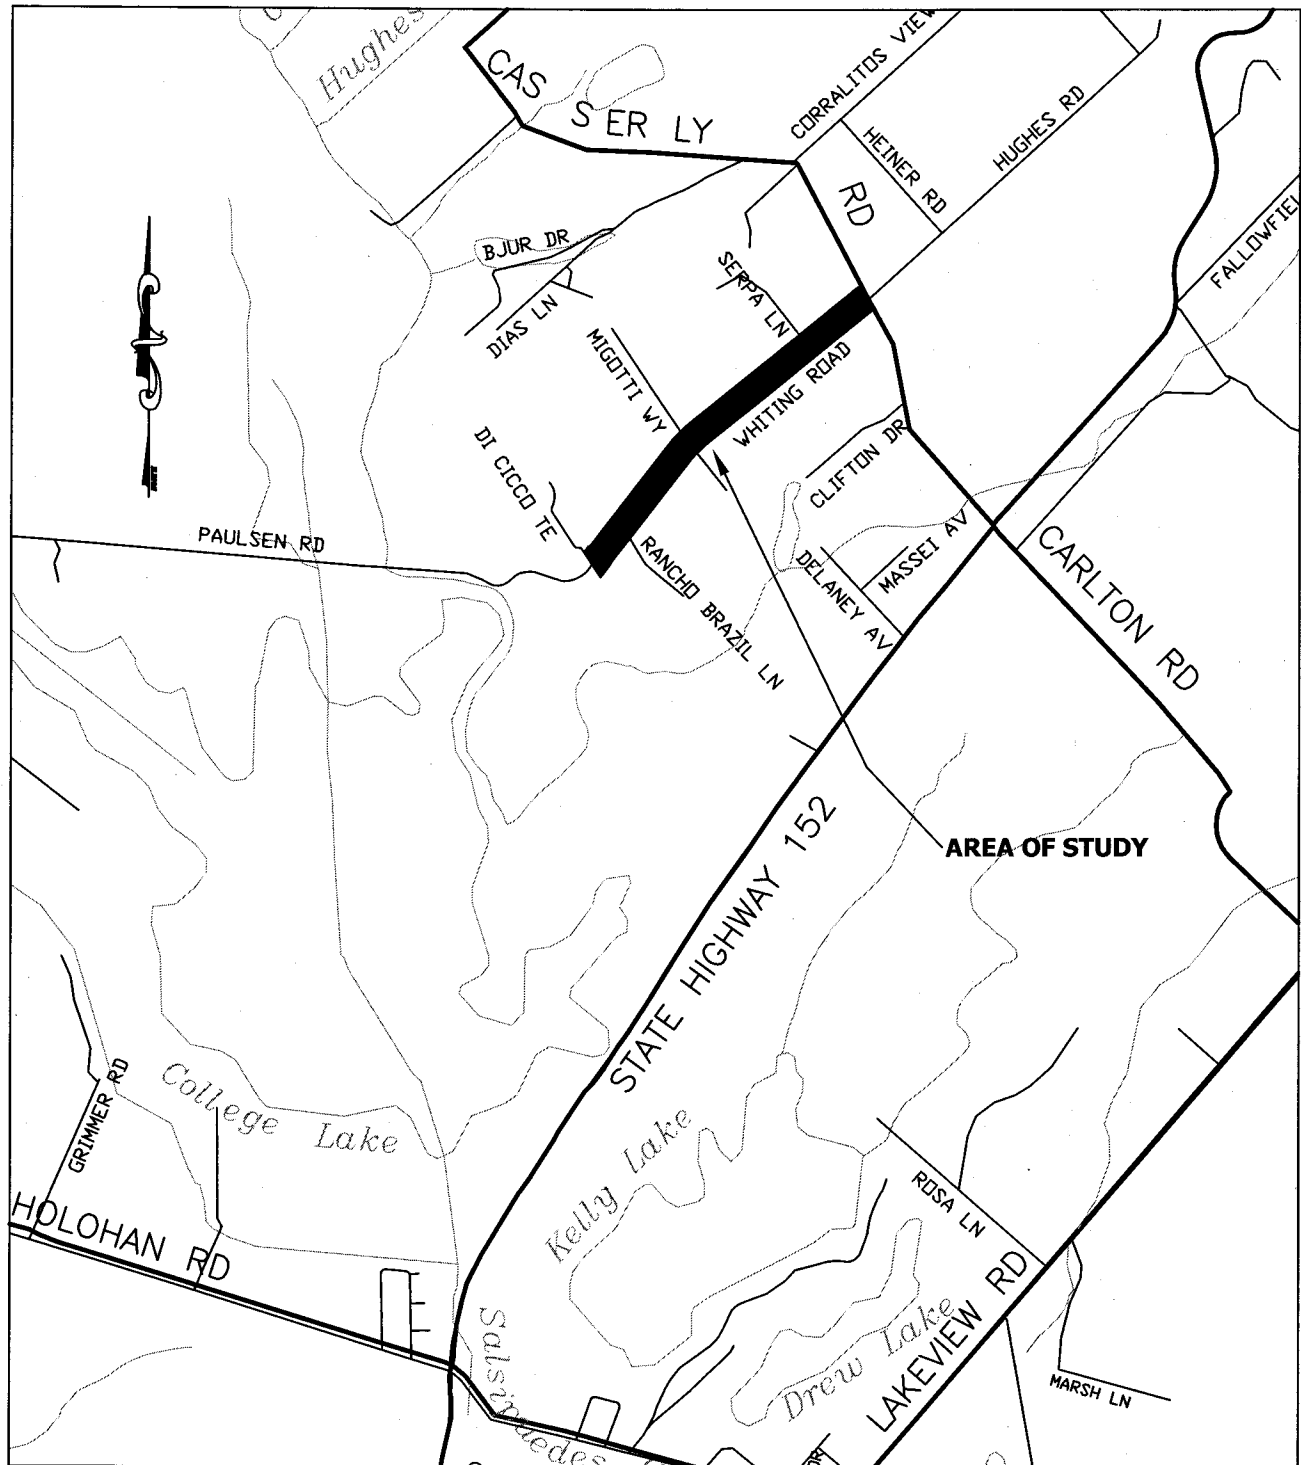 Hughes
CAS S ER LY RD
CORRALITOS VIEW
HEINER RD
HUGHES RD
FALLOWFIEL
BJUR DR
DIAS LN
SERPA LN
MIGOTTI WY
WHITING ROAD
DI CICCO TE
CLIFTON DR
PAULSEN RD
RANCHO BRAZIL LN
DELANEY AV
MASSEI AV
CARLTON RD
AREA OF STUDY
STATE HIGHWAY 152
GRIMMER RD
College Lake
Kelly Lake
ROSA LN
HOLOHAN RD
Salsipuedes
Drew Lake
LAKEVIEW RD
MARSH LN